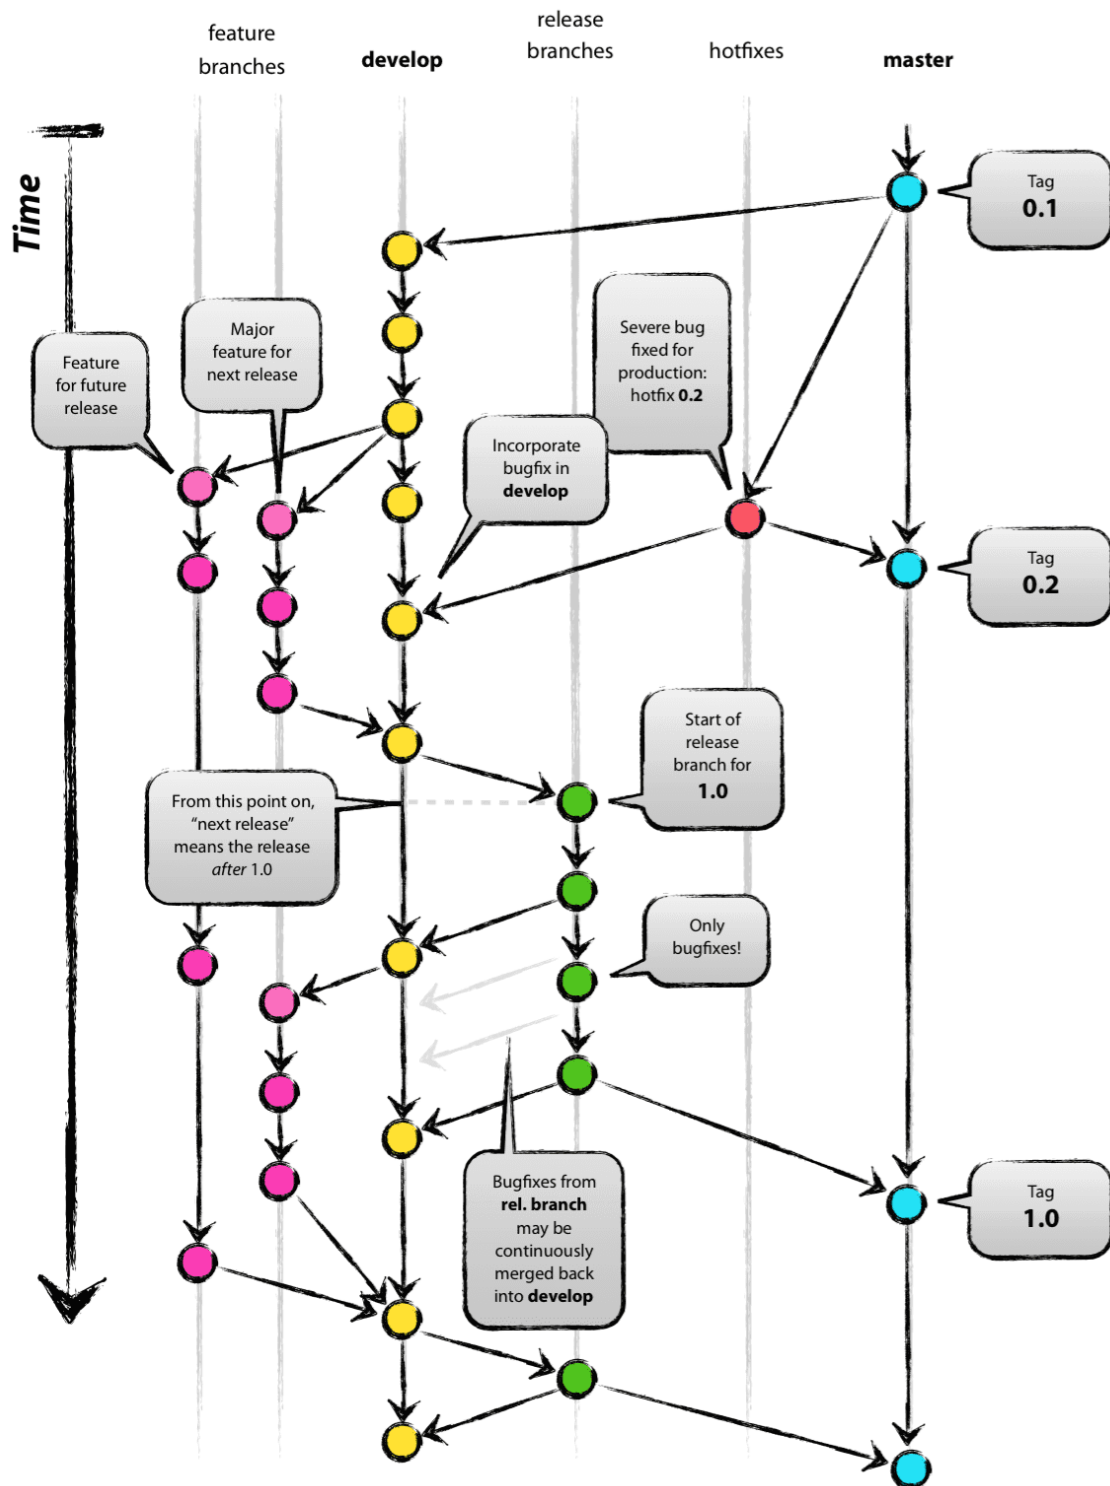 feature
branches
develop
release
branches
hotfixes
master
Time
Tag
0.1
Major
feature for
next release
Severe bug
fixed for
production:
hotfix 0.2
Feature
for future
release
Incorporate
bugfix in
develop
Tag
0.2
Start of
release
branch for
1.0
From this point on,
“next release”
means the release
after 1.0
Only
bugfixes!
Bugfixes from
rel. branch
may be
continuously
merged back
into develop
Tag
1.0